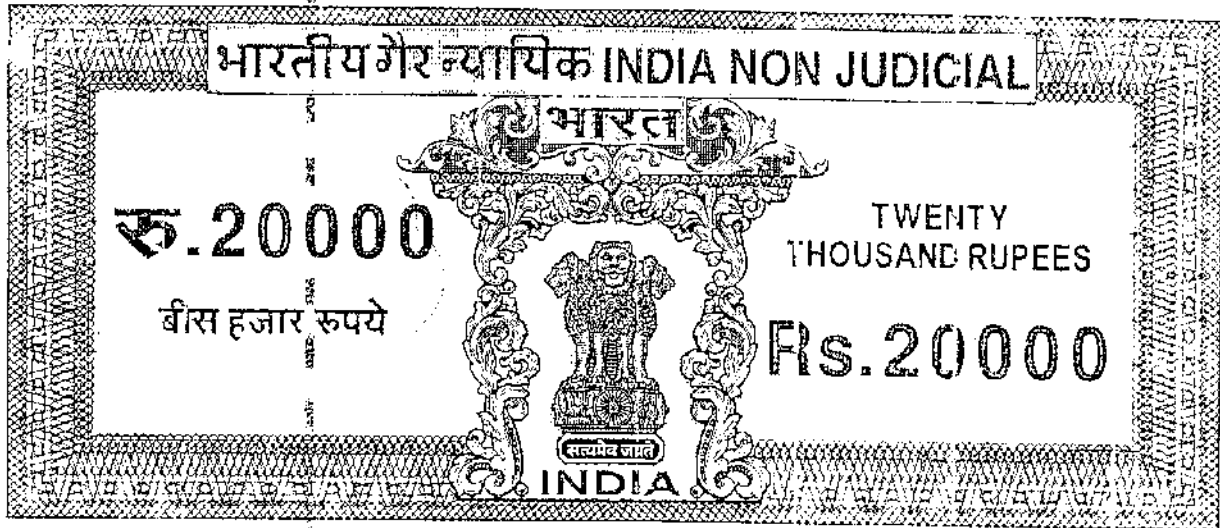 भारतीय गैर न्यायिक INDIA NON JUDICIAL
भारत
रु.20000
बीस हजार रुपये
TWENTY
THOUSAND RUPEES
Rs.20000
सत्यमेव जयते
INDIA